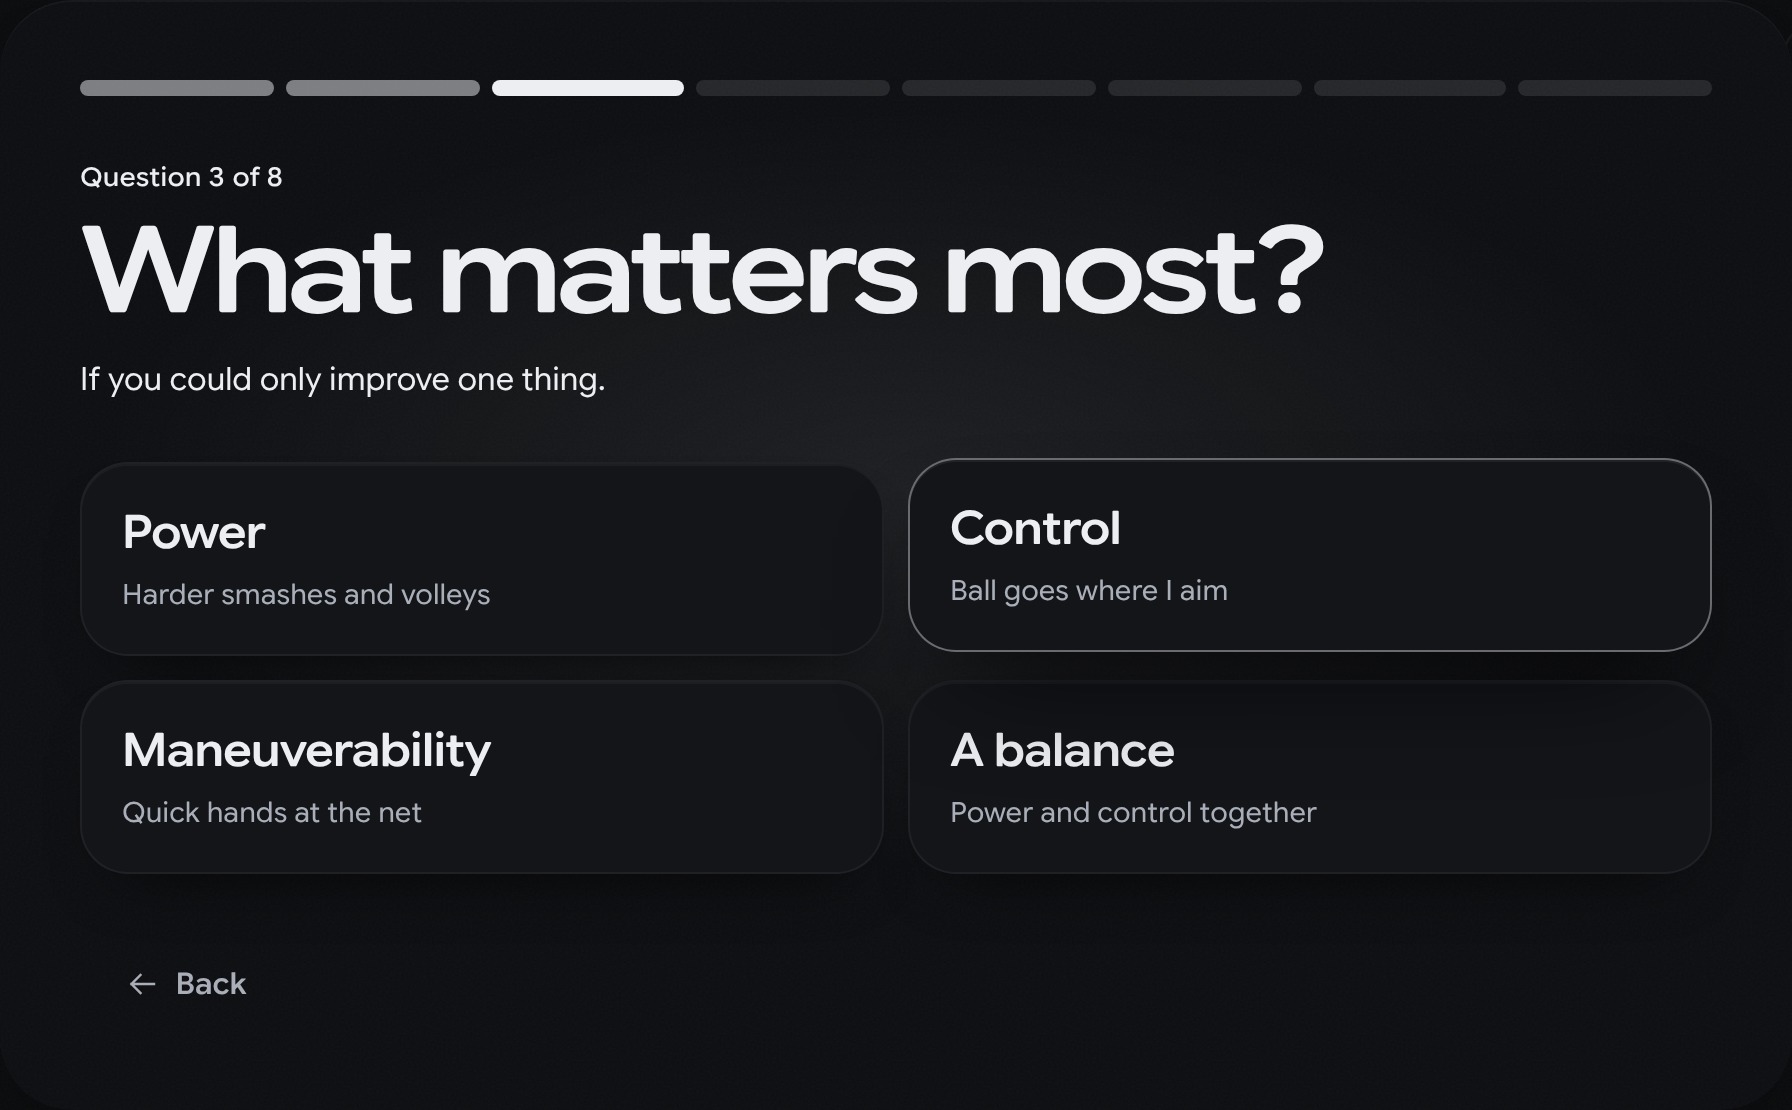 Question 3 of 8
What matters most?
If you could only improve one thing.
Power
Harder smashes and volleys
Control
Ball goes where I aim
Maneuverability
Quick hands at the net
A balance
Power and control together
Back